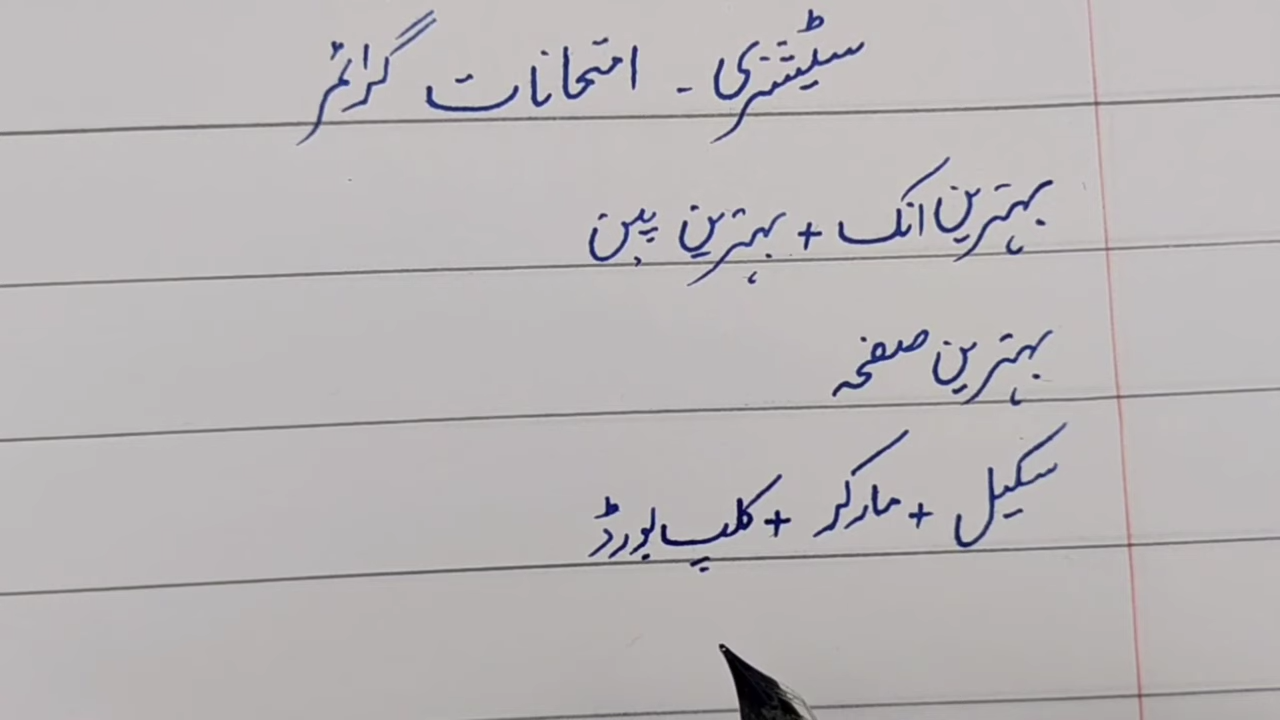 سٹیشنری - امتحانات گرائمر
بہترین انک + بہترین پین
بہترین صفحہ
سکیل + مارکر + کلپ بورڈ